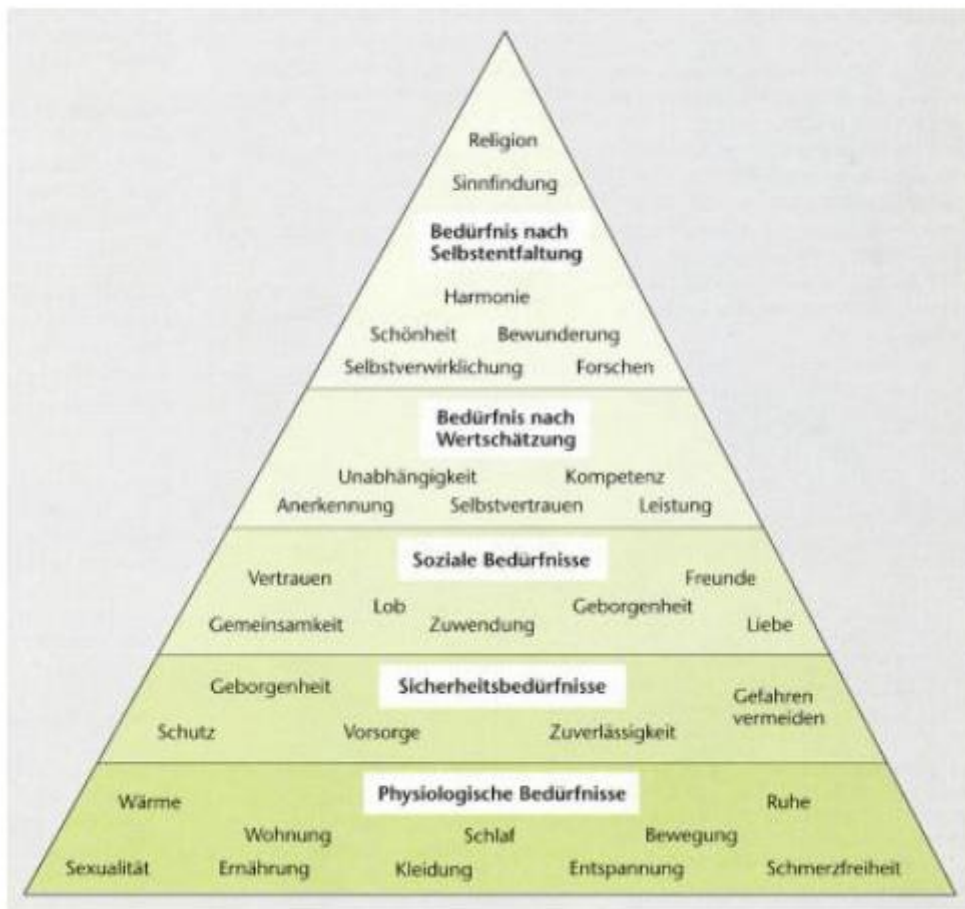 Religion
Sinnfindung
Bedürfnis nach
Selbstentfaltung
Harmonie
Schönheit Bewunderung
Selbstverwirklichung Forschen
Bedürfnis nach
Wertschätzung
Unabhängigkeit Kompetenz
Anerkennung Selbstvertrauen Leistung
Soziale Bedürfnisse
Vertrauen Freunde
Lob Geborgenheit
Gemeinsamkeit Zuwendung Liebe
Geborgenheit Sicherheitsbedürfnisse Gefahren
vermeiden
Schutz Vorsorge Zuverlässigkeit
Physiologische Bedürfnisse
Wärme Ruhe
Wohnung Schlaf Bewegung
Sexualität Ernährung Kleidung Entspannung Schmerzfreiheit